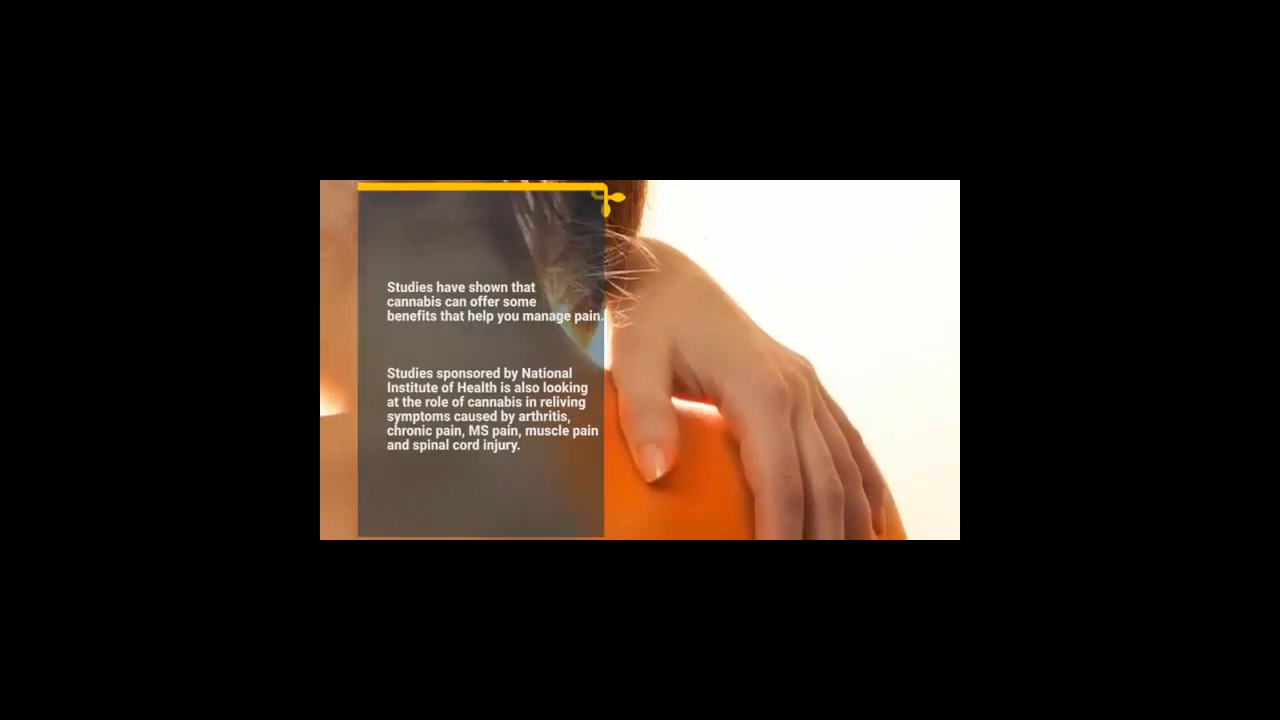 Studies have shown that
cannabis can offer some
benefits that help you manage pain.
Studies sponsored by National
Institute of Health is also looking
at the role of cannabis in reliving
symptoms caused by arthritis,
chronic pain, MS pain, muscle pain
and spinal cord injury.